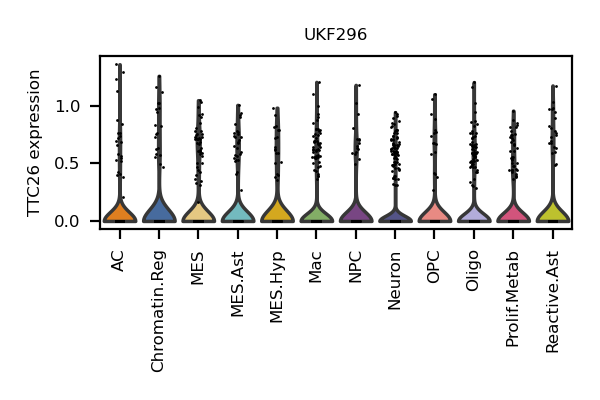 UKF296
TTC26 expression
1.0
0.5
0.0
AC
Chromatin.Reg
MES
MES.Ast
MES.Hyp
Mac
NPC
Neuron
OPC
Oligo
Prolif.Metab
Reactive.Ast